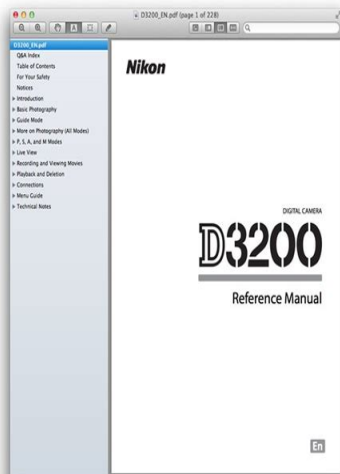 D3200_EN.pdf (page 1 of 228)
D3200_EN.pdf
Q&A Index
Table of Contents
For Your Safety
Notices
Introduction
Basic Photography
Guide Mode
More on Photography (All Modes)
P, S, A, and M Modes
Live View
Recording and Viewing Movies
Playback and Deletion
Connections
Menu Guide
Technical Notes
Nikon
DIGITAL CAMERA
D3200
Reference Manual
En